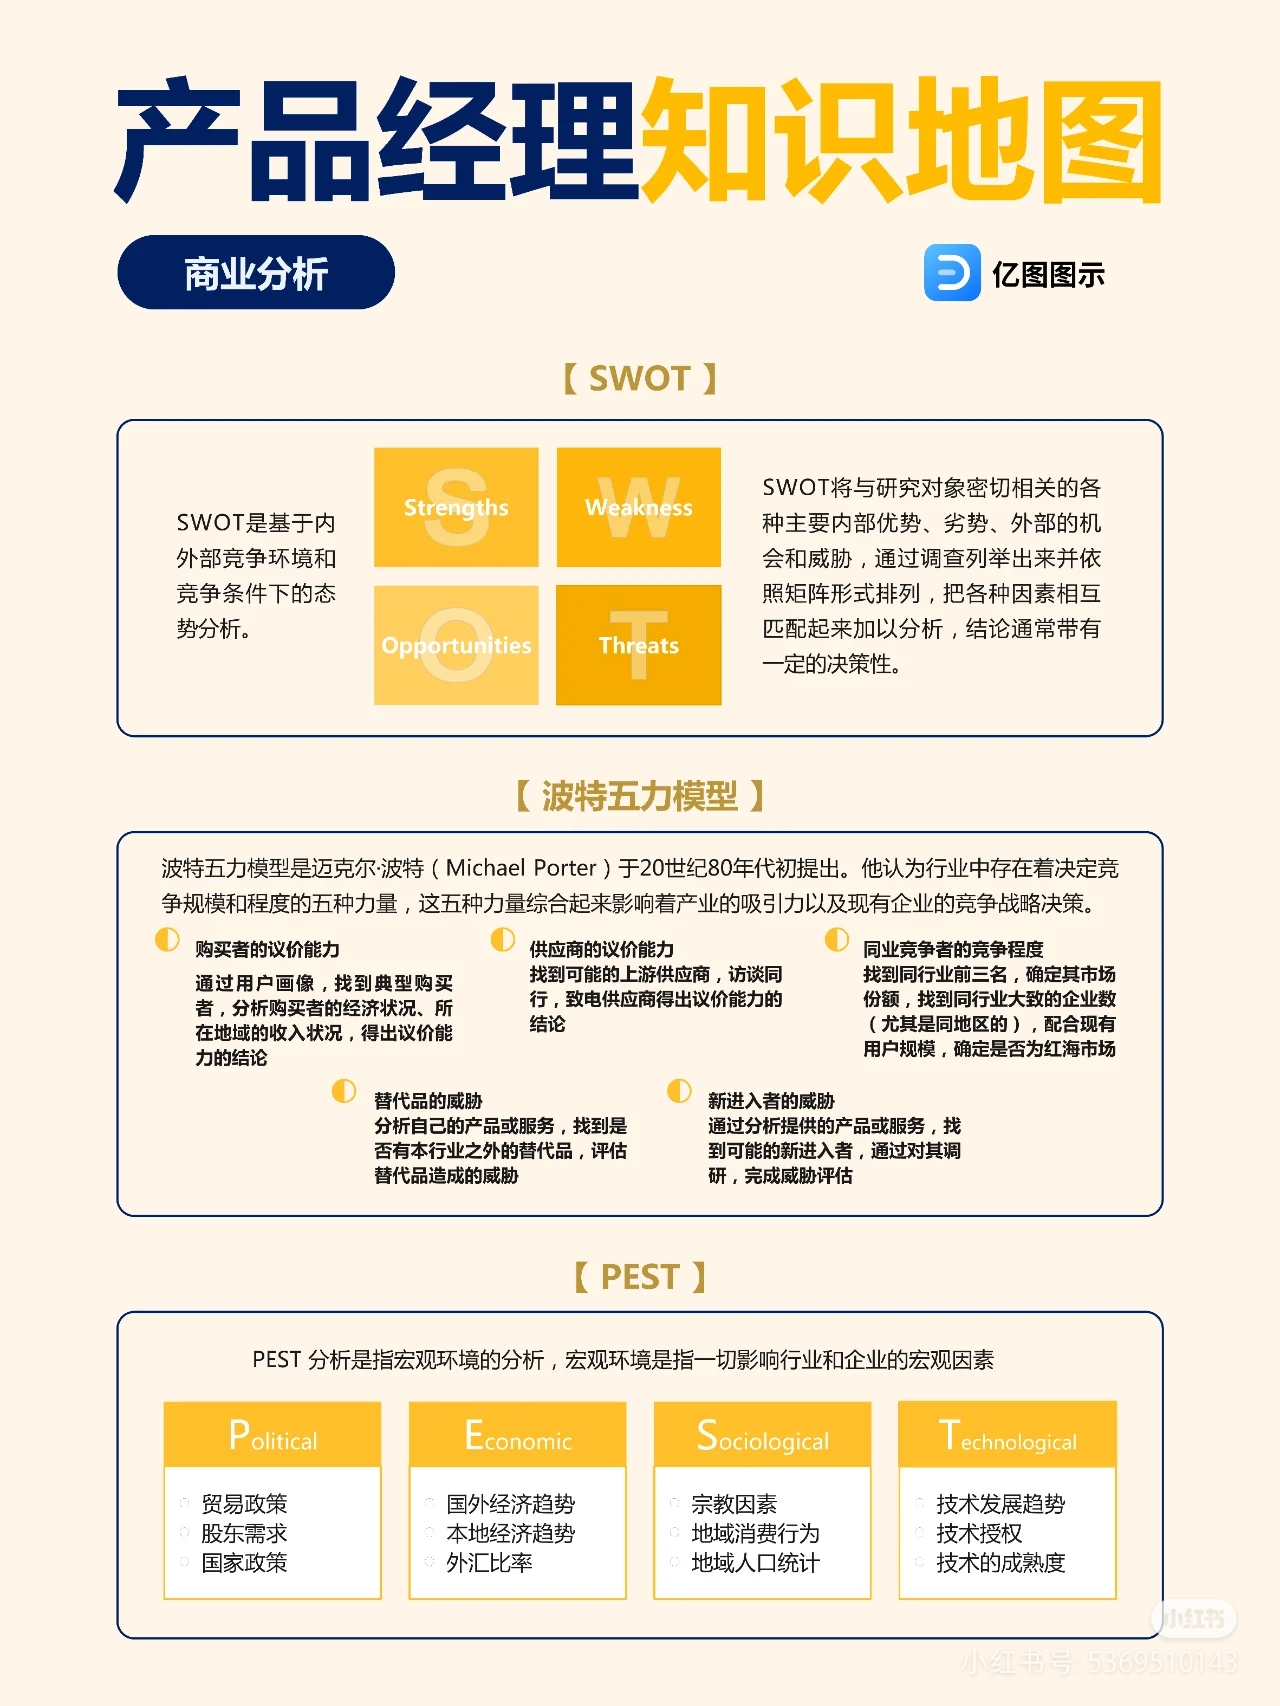 产品经理知识地图
商业分析
亿图图示
【 SWOT 】
SWOT是基于内
外部竞争环境和
竞争条件下的态
势分析。
S
Strengths
W
Weakness
O
Opportunities
T
Threats
SWOT将与研究对象密切相关的各
种主要内部优势、劣势、外部的机
会和威胁，通过调查列举出来并依
照矩阵形式排列，把各种因素相互
匹配起来加以分析，结论通常带有
一定的决策性。
【 波特五力模型 】
波特五力模型是迈克尔·波特（Michael Porter）于20世纪80年代初提出。他认为行业中存在着决定竞
争规模和程度的五种力量，这五种力量综合起来影响着产业的吸引力以及现有企业的竞争战略决策。
购买者的议价能力
通过用户画像，找到典型购买
者，分析购买者的经济状况、所
在地域的收入状况，得出议价能
力的结论
供应商的议价能力
找到可能的上游供应商，访谈同
行，致电供应商得出议价能力的
结论
同业竞争者的竞争程度
找到同行业前三名，确定其市场
份额，找到同行业大致的企业数
（尤其是同地区的），配合现有
用户规模，确定是否为红海市场
替代品的威胁
分析自己的产品或服务，找到是
否有本行业之外的替代品，评估
替代品造成的威胁
新进入者的威胁
通过分析提供的产品或服务，找
到可能的新进入者，通过对其调
研，完成威胁评估
【 PEST 】
PEST 分析是指宏观环境的分析，宏观环境是指一切影响行业和企业的宏观因素
Political
贸易政策
股东需求
国家政策
Economic
国外经济趋势
本地经济趋势
外汇比率
Sociological
宗教因素
地域消费行为
地域人口统计
Technological
技术发展趋势
技术授权
技术的成熟度
小红书
小红书号: 5369510143